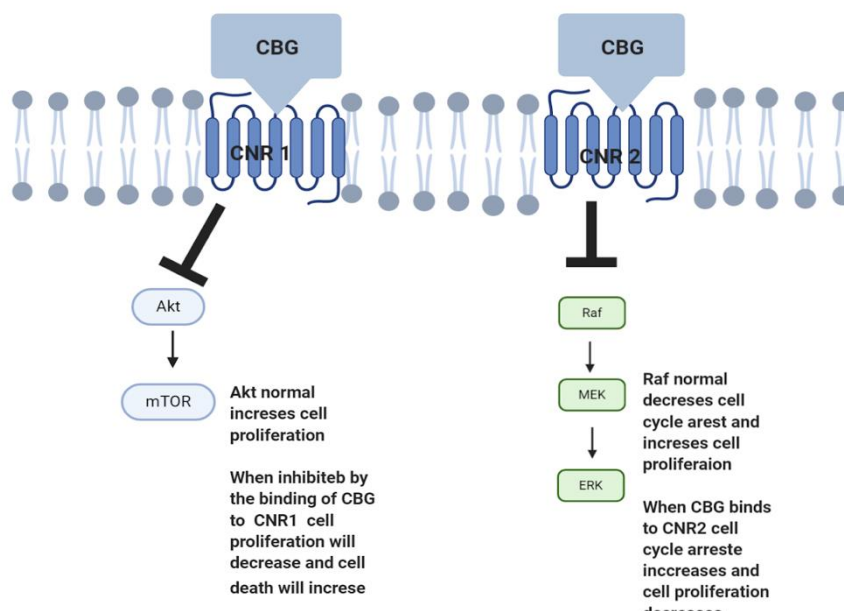 CBG
CBG
CNR 1
CNR 2
Akt
mTOR
Akt normal
increses cell
proliferation
When inhibiteb by
the binding of CBG
to CNR1 cell
proliferation will
decrease and cell
death will increse
Raf
MEK
ERK
Raf normal
decreses cell
cycle arest and
increses cell
proliferaion
When CBG binds
to CNR2 cell
cycle arreste
inccreases and
cell proliferation
decreases